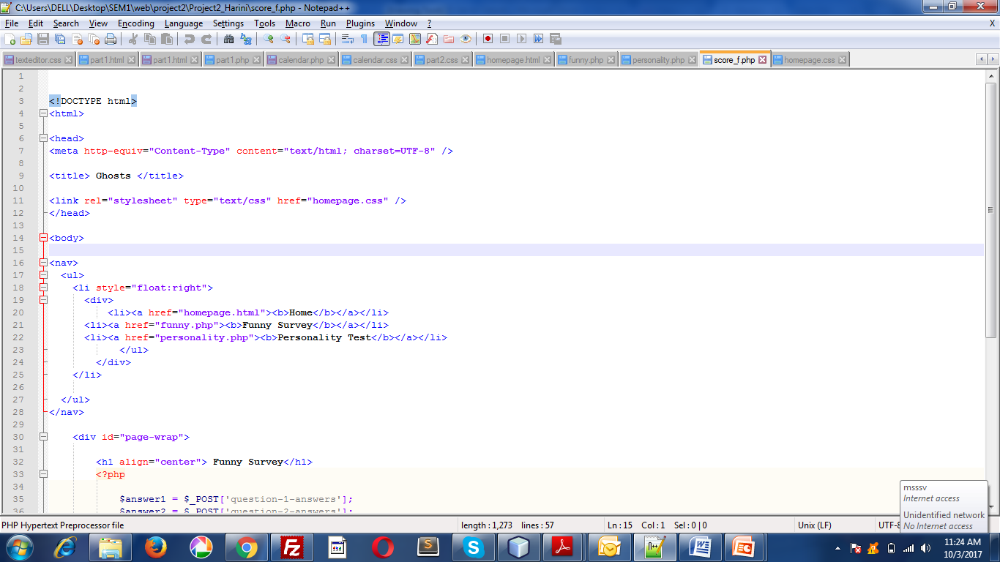 C:\Users\DELL\Desktop\SEM1\web\project2\Project2_Harini\score_f.php - Notepad++
File Edit Search View Encoding Language Settings Tools Macro Run Plugins Window ? X
texteditor.css part1.html part1.html part1.php calendar.php calendar.css part2.css homepage.html funny.php personality.php score_f.php homepage.css
1
2
3 <!DOCTYPE html>
4 <html>
5
6 <head>
7 <meta http-equiv="Content-Type" content="text/html; charset=UTF-8" />
8
9 <title> Ghosts </title>
10
11 <link rel="stylesheet" type="text/css" href="homepage.css" />
12 </head>
13
14 <body>
15
16 <nav>
17 <ul>
18 <li style="float:right">
19 <div>
20 <li><a href="homepage.html"><b>Home</b></a></li>
21 <li><a href="funny.php"><b>Funny Survey</b></a></li>
22 <li><a href="personality.php"><b>Personality Test</b></a></li>
23 </ul>
24 </div>
25 </li>
26
27 </ul>
28 </nav>
29
30 <div id="page-wrap">
31
32 <h1 align="center"> Funny Survey</h1>
33 <?php
34
35 $answer1 = $_POST['question-1-answers'];
36 $answer2 = $_POST['question-2-answers'];
msssv
Internet access
Unidentified network
No Internet access
PHP Hypertext Preprocessor file length : 1,273 lines : 57 Ln : 15 Col : 1 Sel : 0 | 0 Unix (LF) UTF-8
11:24 AM
10/3/2017